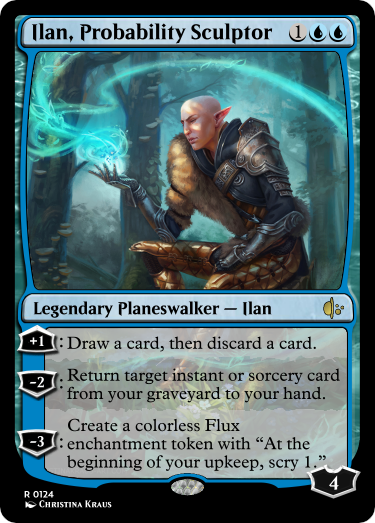 Ilan, Probability Sculptor 1
Legendary Planeswalker — Ilan
+1: Draw a card, then discard a card.
-2: Return target instant or sorcery card
from your graveyard to your hand.
-3: Create a colorless Flux
enchantment token with “At the
beginning of your upkeep, scry 1.”
4
R 0124
Christina Kraus